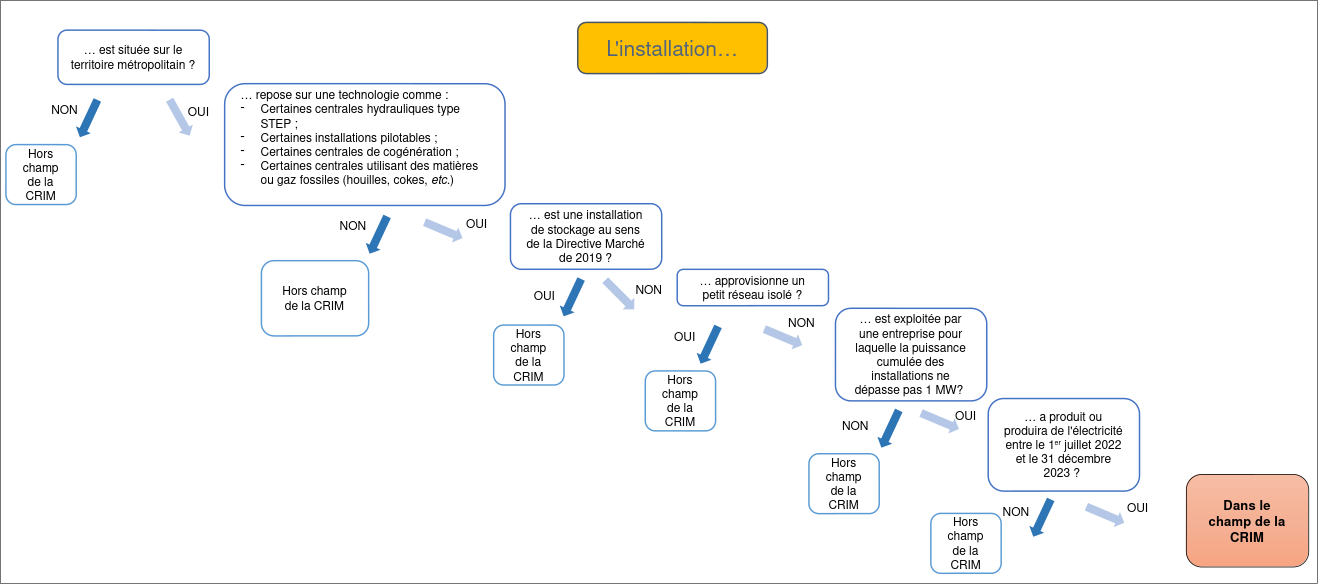 L'installation…
… est située sur le
territoire métropolitain ?
NON
OUI
Hors
champ
de la
CRIM
… repose sur une technologie comme :
- Certaines centrales hydrauliques type
STEP ;
- Certaines installations pilotables ;
- Certaines centrales de cogénération ;
- Certaines centrales utilisant des matières
ou gaz fossiles (houilles, cokes, etc.)
NON
OUI
Hors champ
de la CRIM
… est une installation
de stockage au sens
de la Directive Marché
de 2019 ?
OUI
NON
Hors
champ
de la
CRIM
… approvisionne un
petit réseau isolé ?
OUI
NON
Hors
champ
de la
CRIM
… est exploitée par
une entreprise pour
laquelle la puissance
cumulée des
installations ne
dépasse pas 1 MW?
NON
OUI
Hors
champ
de la
CRIM
… a produit ou
produira de l'électricité
entre le 1er juillet 2022
et le 31 décembre
2023 ?
NON
OUI
Hors
champ
de la
CRIM
Dans le
champ de la
CRIM